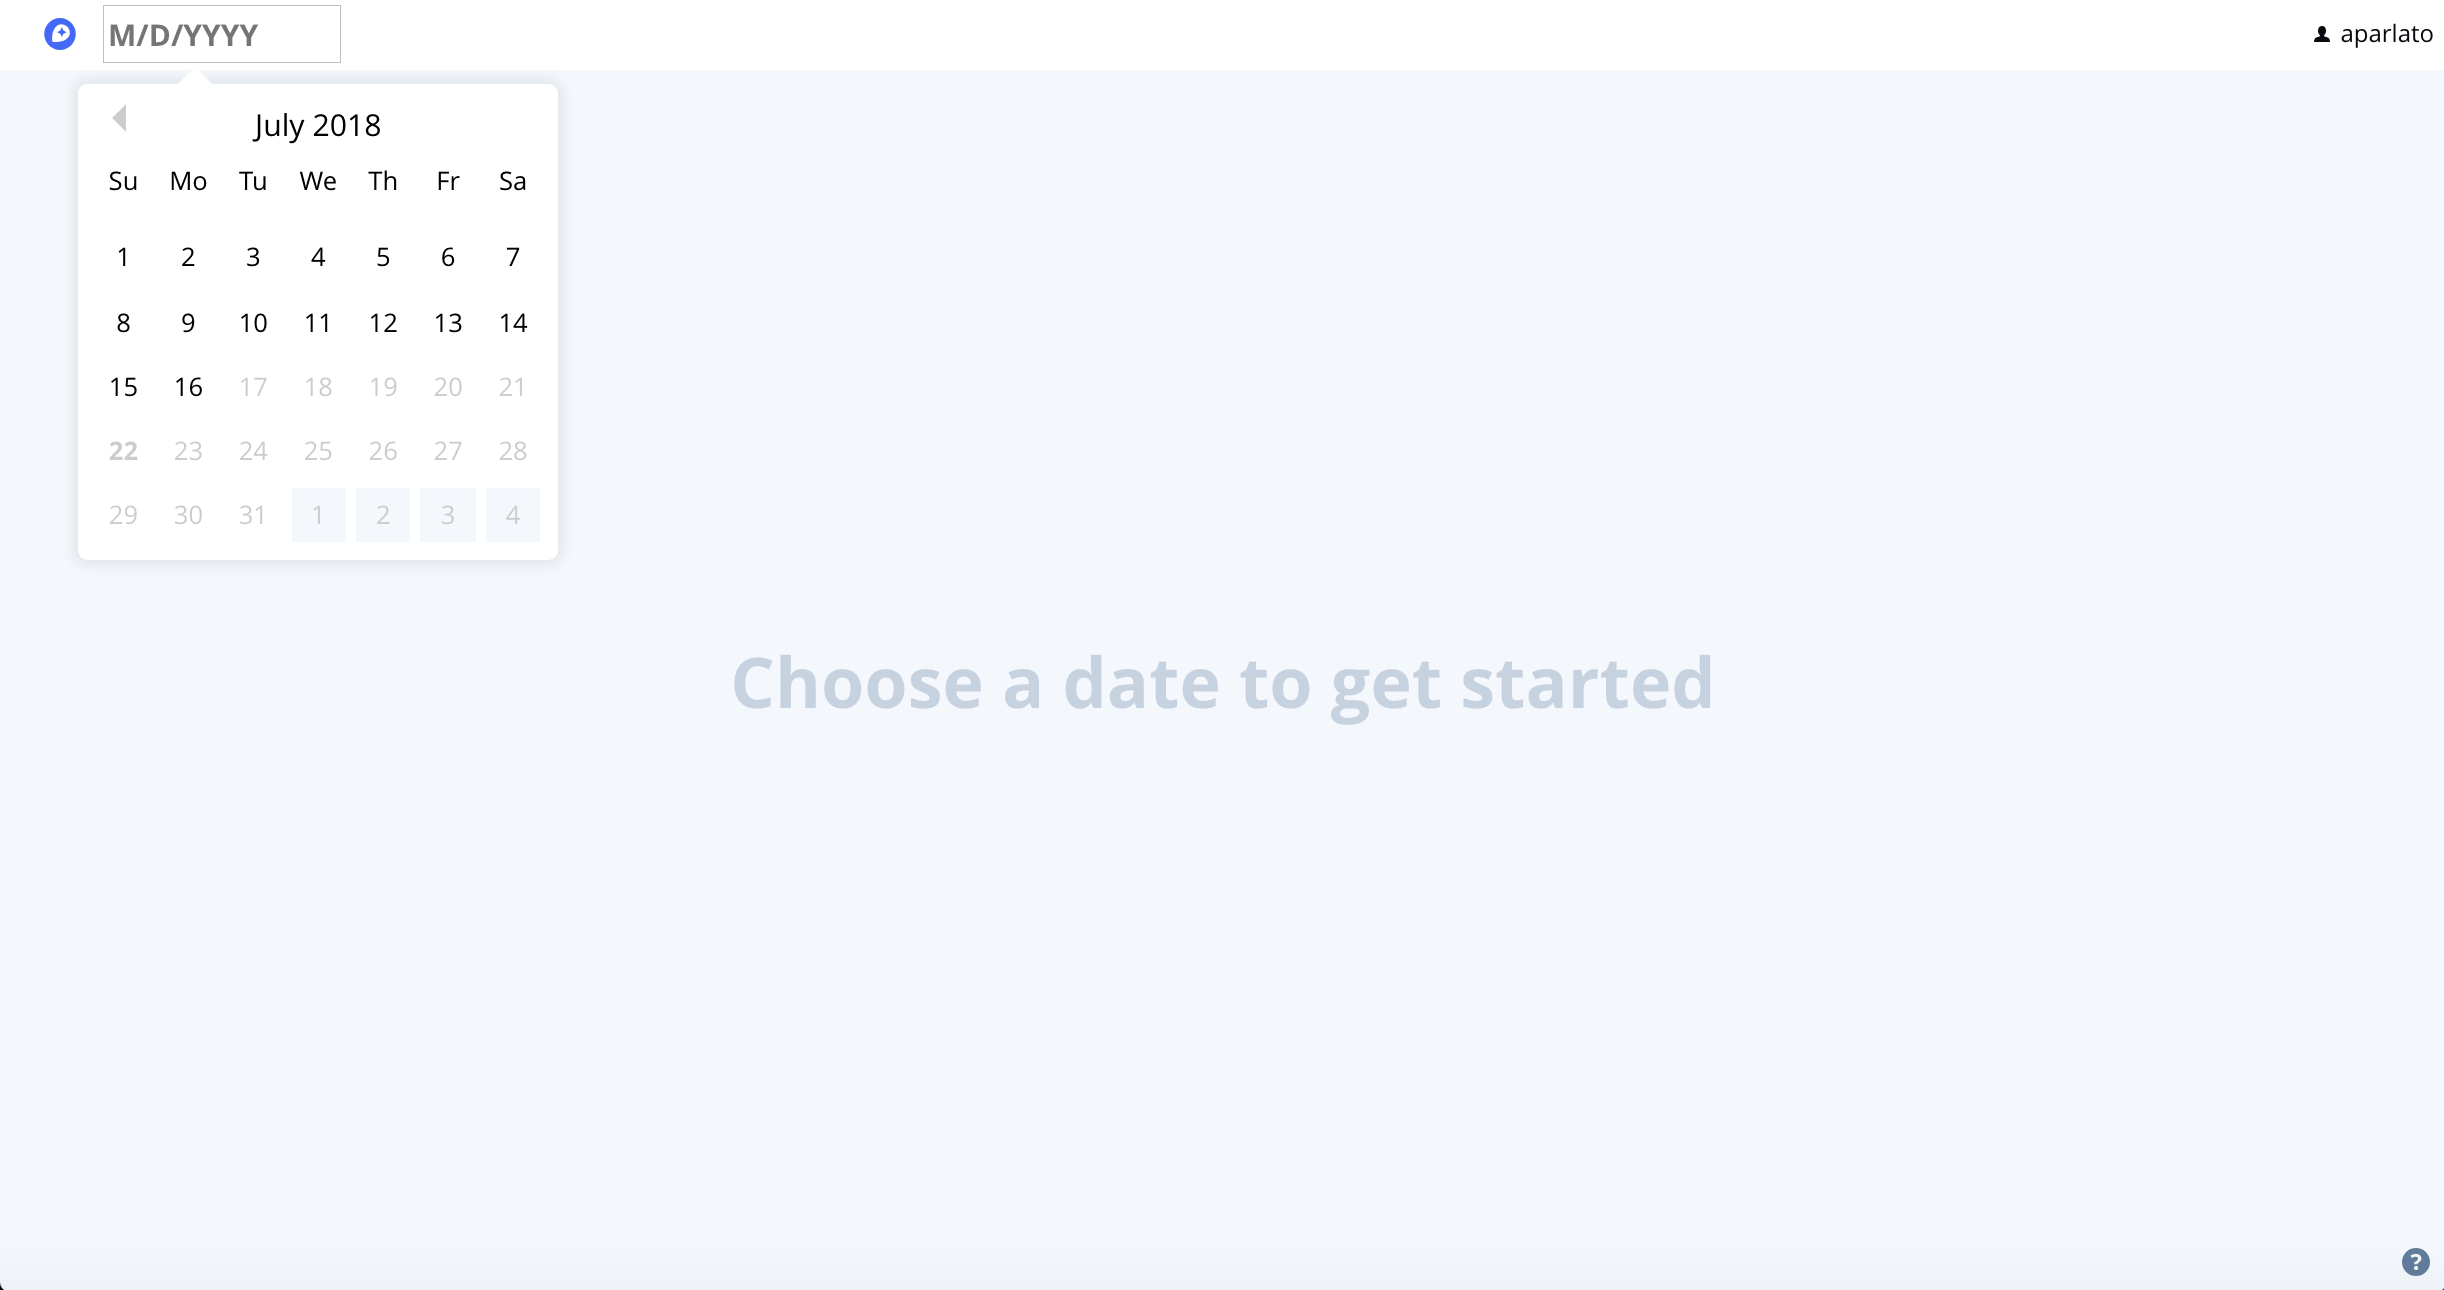 M/D/YYYY
aparlato
July 2018
Su Mo Tu We Th Fr Sa
1 2 3 4 5 6 7
8 9 10 11 12 13 14
15 16 17 18 19 20 21
22 23 24 25 26 27 28
29 30 31 1 2 3 4
Choose a date to get started
?